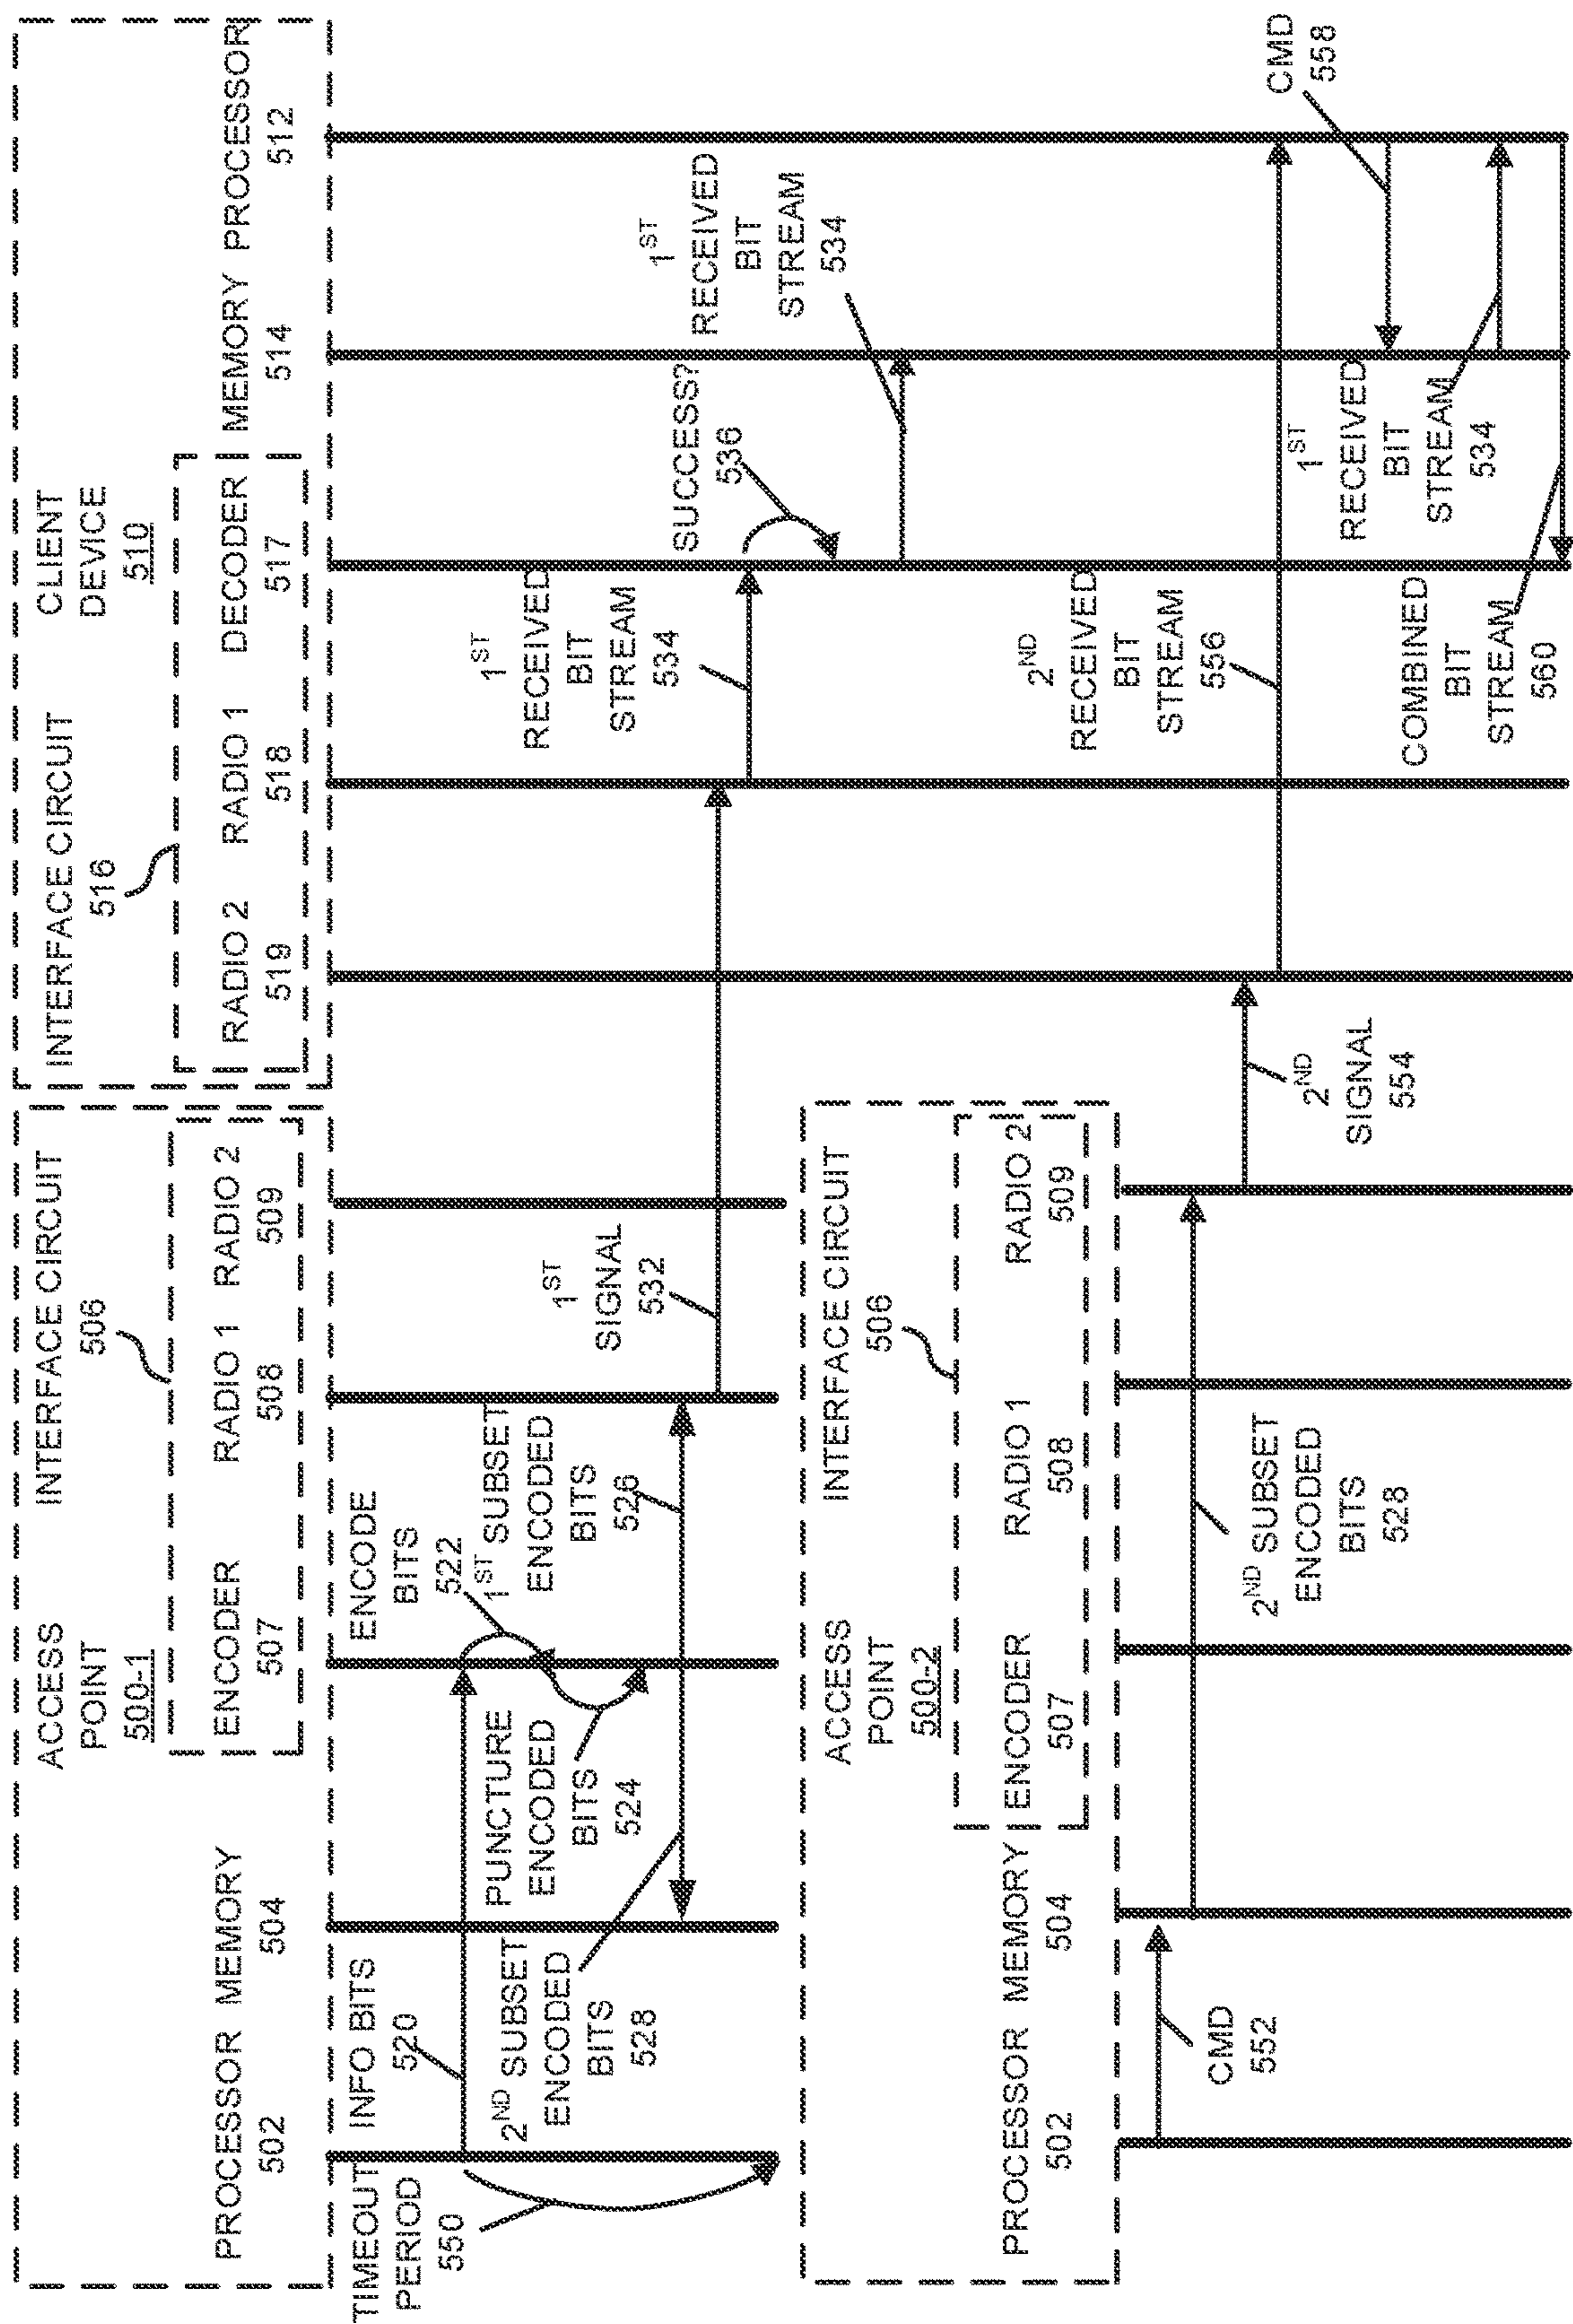 ACCESS
POINT
500-1
INTERFACE CIRCUIT
506
PROCESSOR
502
MEMORY
504
ENCODER
507
RADIO 1
508
RADIO 2
509
CLIENT
DEVICE
510
INTERFACE CIRCUIT
516
RADIO 2
519
RADIO 1
518
DECODER
517
MEMORY
514
PROCESSOR
512
TIMEOUT
PERIOD
550
INFO BITS
520
ENCODE
BITS
522
PUNCTURE
ENCODED
BITS
524
1ST SUBSET
ENCODED
BITS
526
2ND SUBSET
ENCODED
BITS
528
1ST
SIGNAL
532
1ST
RECEIVED
BIT
STREAM
534
SUCCESS?
536
1ST
RECEIVED
BIT
STREAM
534
ACCESS
POINT
500-2
INTERFACE CIRCUIT
506
PROCESSOR
502
MEMORY
504
ENCODER
507
RADIO 1
508
RADIO 2
509
CMD
552
2ND SUBSET
ENCODED
BITS
528
2ND
SIGNAL
554
2ND
RECEIVED
BIT
STREAM
556
CMD
558
1ST
RECEIVED
BIT
STREAM
534
COMBINED
BIT
STREAM
560